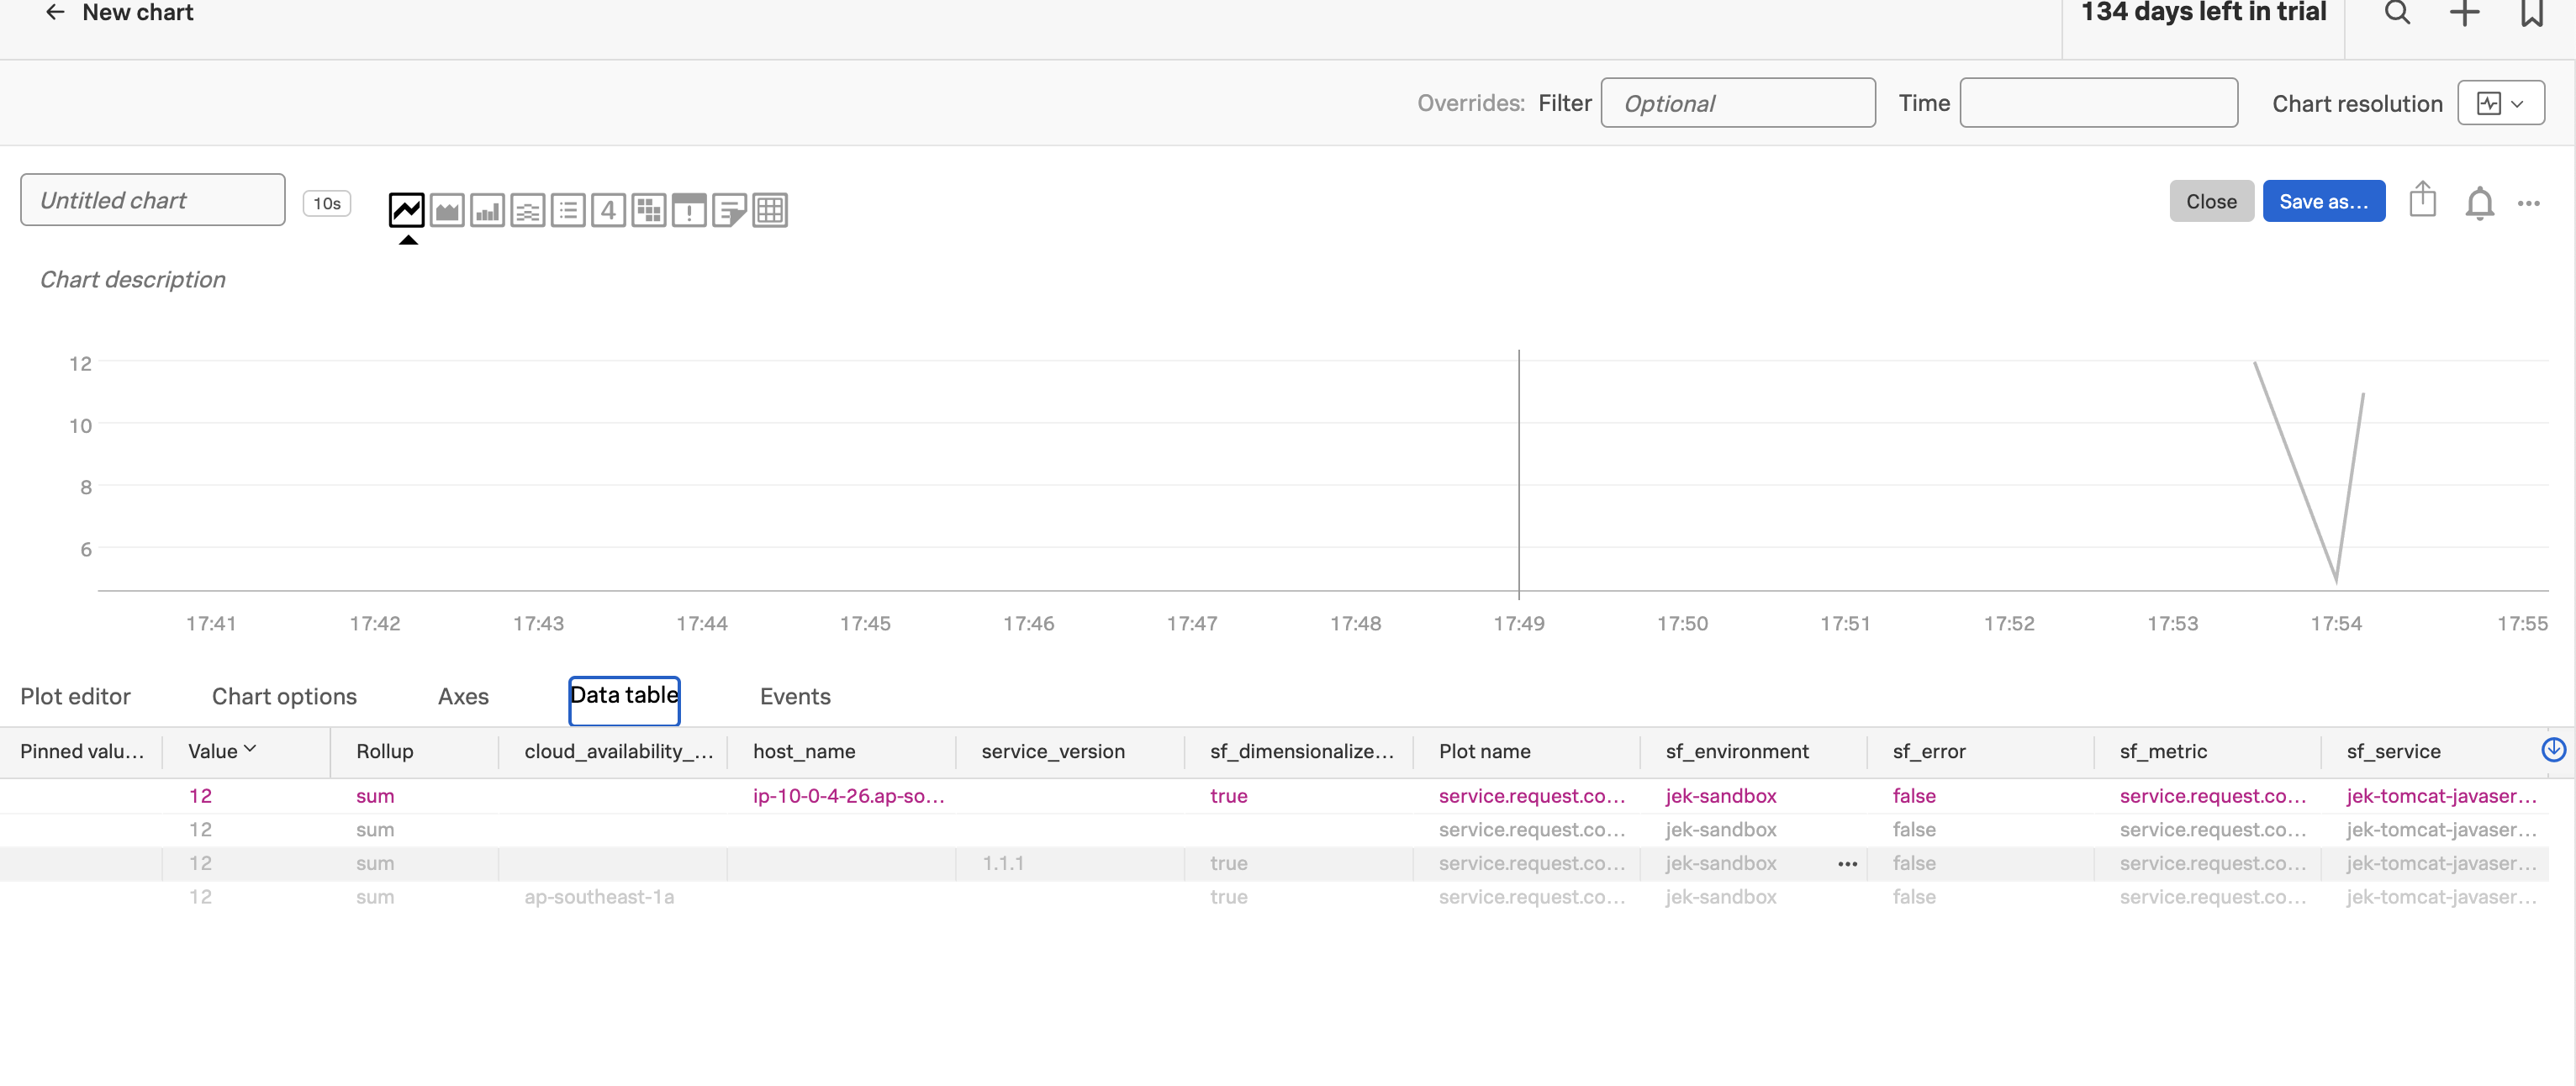 New chart
134 days left in trial
Overrides: Filter Optional Time Chart resolution
Untitled chart 10s 4 Close Save as...
Chart description
12
10
8
6
17:41 17:42 17:43 17:44 17:45 17:46 17:47 17:48 17:49 17:50 17:51 17:52 17:53 17:54 17:55
Plot editor Chart options Axes Data table Events
Pinned valu... Value Rollup cloud_availability_... host_name service_version sf_dimensionalize... Plot name sf_environment sf_error sf_metric sf_service
12 sum ip-10-0-4-26.ap-so... true service.request.co... jek-sandbox false service.request.co... jek-tomcat-javaser...
12 sum service.request.co... jek-sandbox false service.request.co... jek-tomcat-javaser...
12 sum 1.1.1 true service.request.co... jek-sandbox ... false service.request.co... jek-tomcat-javaser...
12 sum ap-southeast-1a true service.request.co... jek-sandbox false service.request.co... jek-tomcat-javaser...